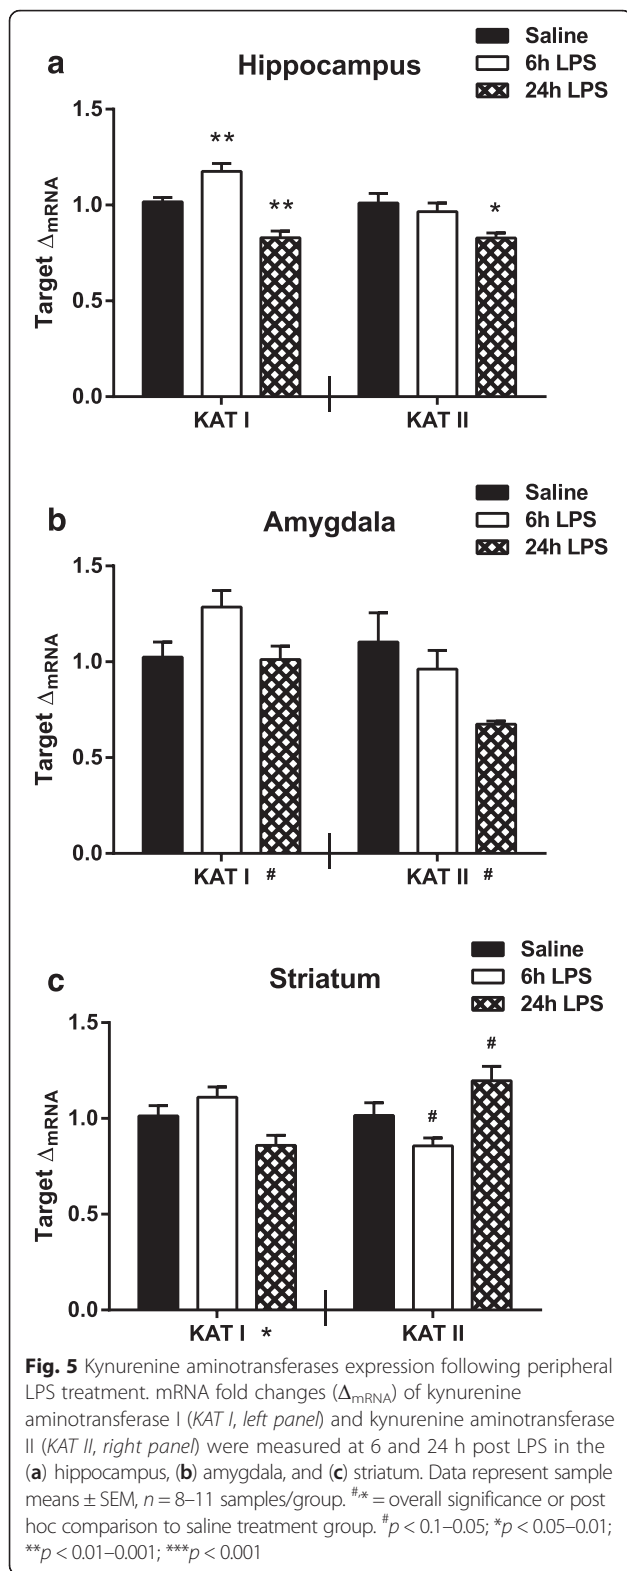 a
Hippocampus
Saline
6h LPS
24h LPS
Target ΔmRNA
1.5
1.0
0.5
0.0
**
**
*
KAT I
KAT II
b
Amygdala
Saline
6h LPS
24h LPS
Target ΔmRNA
1.5
1.0
0.5
0.0
KAT I #
KAT II #
c
Striatum
Saline
6h LPS
24h LPS
Target ΔmRNA
1.5
1.0
0.5
0.0
#
#
KAT I *
KAT II
Fig. 5 Kynurenine aminotransferases expression following peripheral
LPS treatment. mRNA fold changes (ΔmRNA) of kynurenine
aminotransferase I (KAT I, left panel) and kynurenine aminotransferase
II (KAT II, right panel) were measured at 6 and 24 h post LPS in the
(a) hippocampus, (b) amygdala, and (c) striatum. Data represent sample
means ± SEM, n = 8–11 samples/group. #,* = overall significance or post
hoc comparison to saline treatment group. #p < 0.1–0.05; *p < 0.05–0.01;
**p < 0.01–0.001; ***p < 0.001